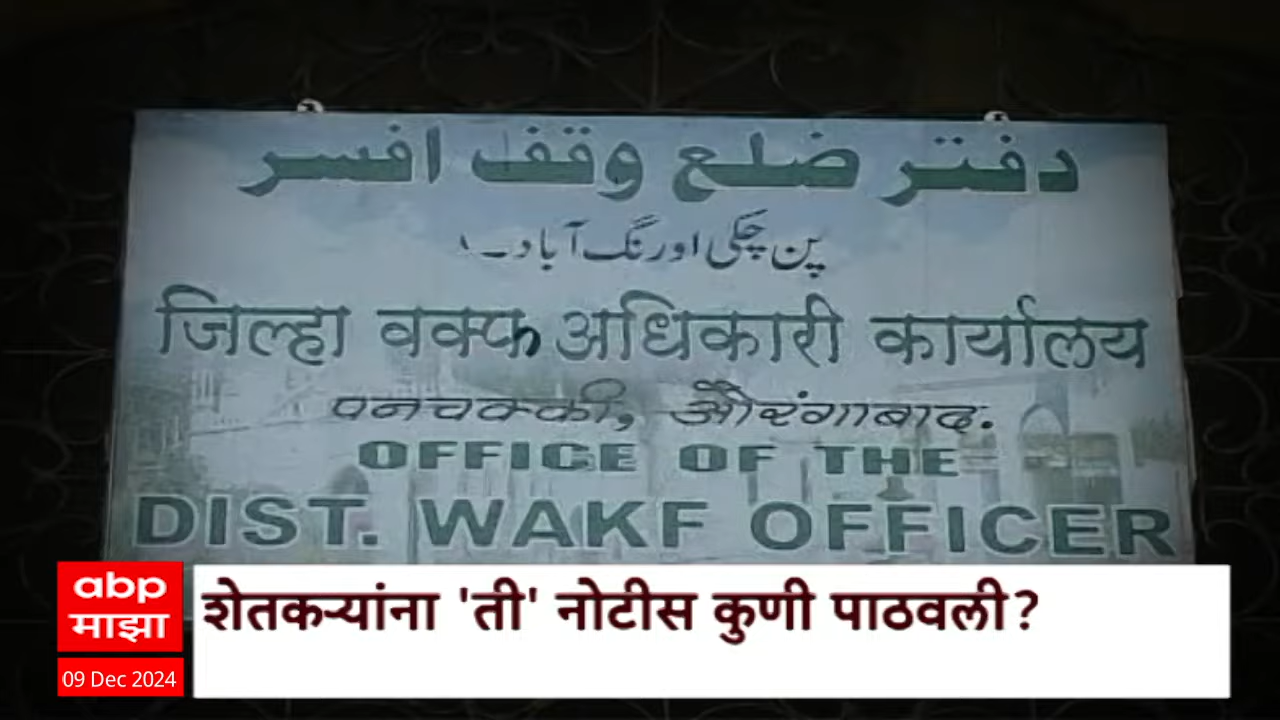 دفتر ضلع وقف افسر
پن چکی اورنگ آباد۔۱
जिल्हा वक्फ अधिकारी कार्यालय
पनचक्की, औरंगाबाद.
OFFICE OF THE
DIST. WAKF OFFICER
abp
माझा
शेतकऱ्यांना 'ती' नोटीस कुणी पाठवली?
09 Dec 2024